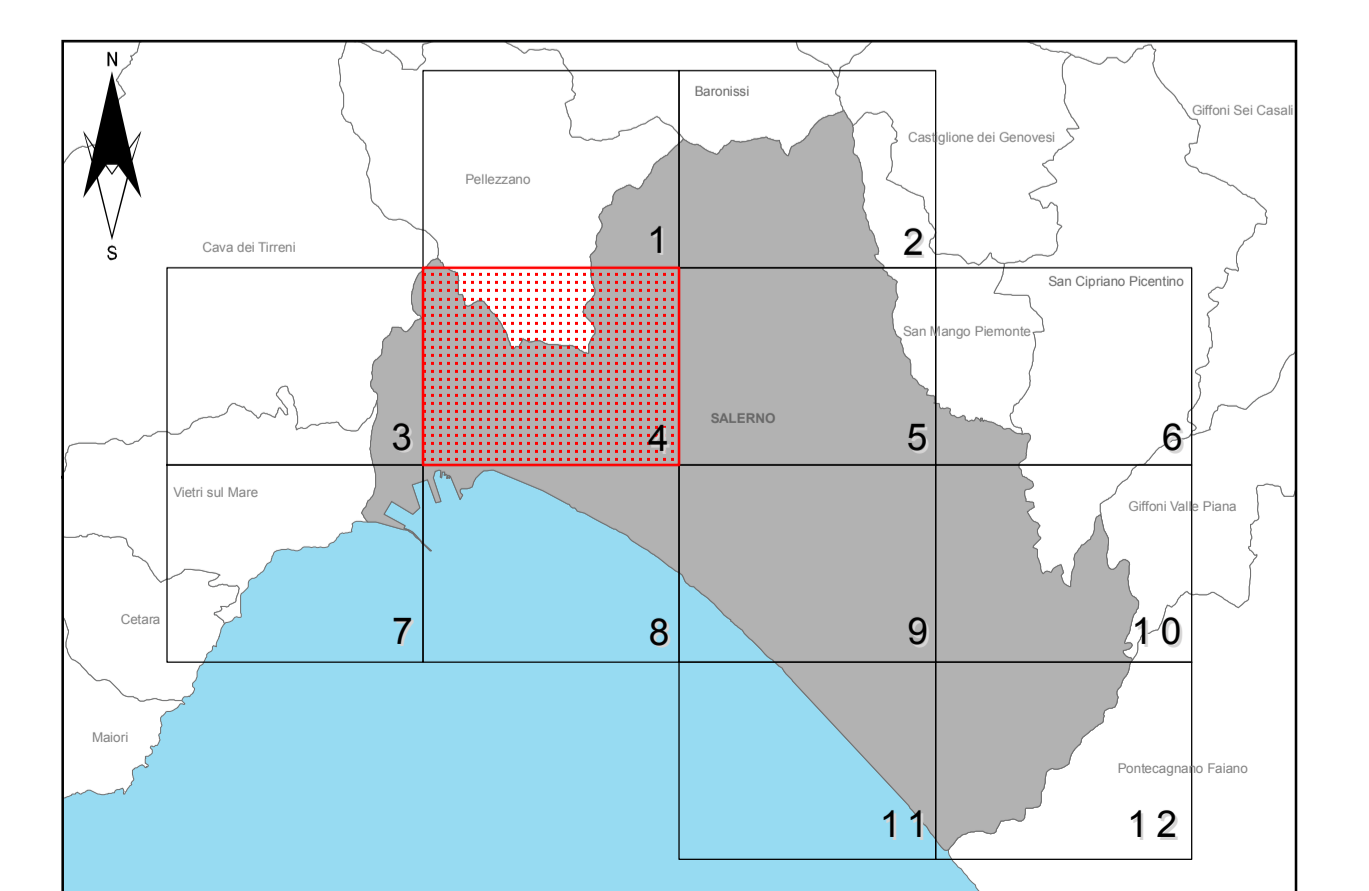 N
Baronissi
Giffoni Sei Casali
Castiglione dei Genovesi
Pellezzano
S
Cava dei Tirreni
1
2
San Cipriano Picentino
San Mango Piemonte
SALERNO
3
4
5
6
Vietri sul Mare
Giffoni Valle Piana
Cetara
7
8
9
10
Maiori
Pontecagnano Faiano
11
12